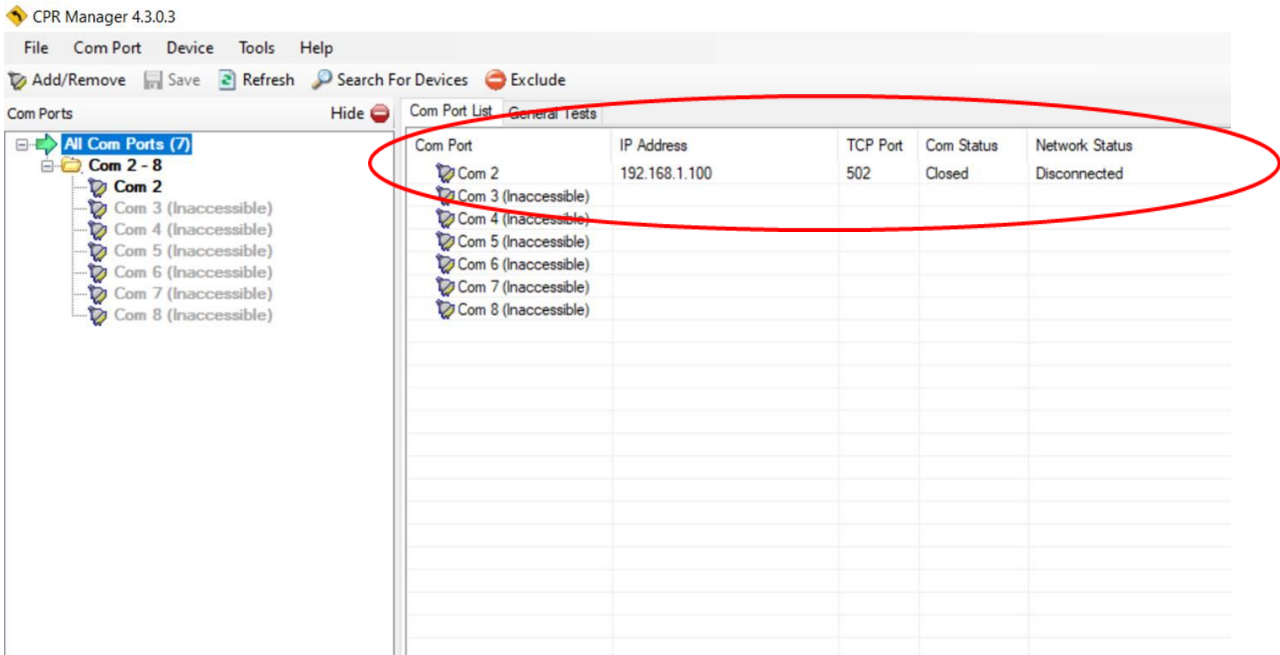 CPR Manager 4.3.0.3
File Com Port Device Tools Help
Add/Remove Save Refresh Search For Devices Exclude
Com Ports Hide
All Com Ports (7)
Com 2 - 8
Com 2
Com 3 (Inaccessible)
Com 4 (Inaccessible)
Com 5 (Inaccessible)
Com 6 (Inaccessible)
Com 7 (Inaccessible)
Com 8 (Inaccessible)
Com Port List General Tests
Com Port IP Address TCP Port Com Status Network Status
Com 2 192.168.1.100 502 Closed Disconnected
Com 3 (Inaccessible)
Com 4 (Inaccessible)
Com 5 (Inaccessible)
Com 6 (Inaccessible)
Com 7 (Inaccessible)
Com 8 (Inaccessible)